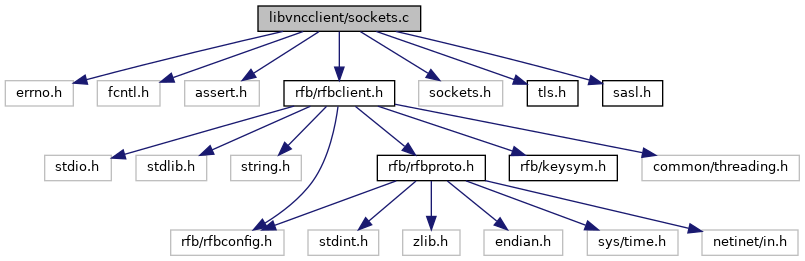 libvncclient/sockets.c
errno.h
fcntl.h
assert.h
rfb/rfbclient.h
sockets.h
tls.h
sasl.h
stdio.h
stdlib.h
string.h
rfb/rfbproto.h
rfb/keysym.h
common/threading.h
rfb/rfbconfig.h
stdint.h
zlib.h
endian.h
sys/time.h
netinet/in.h